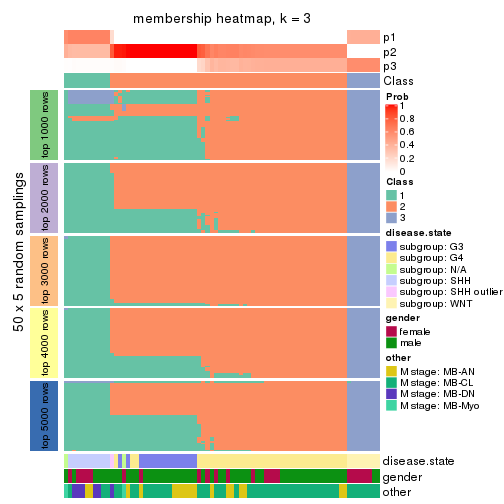 membership heatmap, k = 3
p1
p2
p3
Class
50 x 5 random samplings
top 1000 rows
top 2000 rows
top 3000 rows
top 4000 rows
top 5000 rows
disease.state
gender
other
Prob
1
0.8
0.6
0.4
0.2
0
Class
1
2
3
disease.state
subgroup: G3
subgroup: G4
subgroup: N/A
subgroup: SHH
subgroup: SHH outlier
subgroup: WNT
gender
female
male
other
M stage: MB-AN
M stage: MB-CL
M stage: MB-DN
M stage: MB-Myo